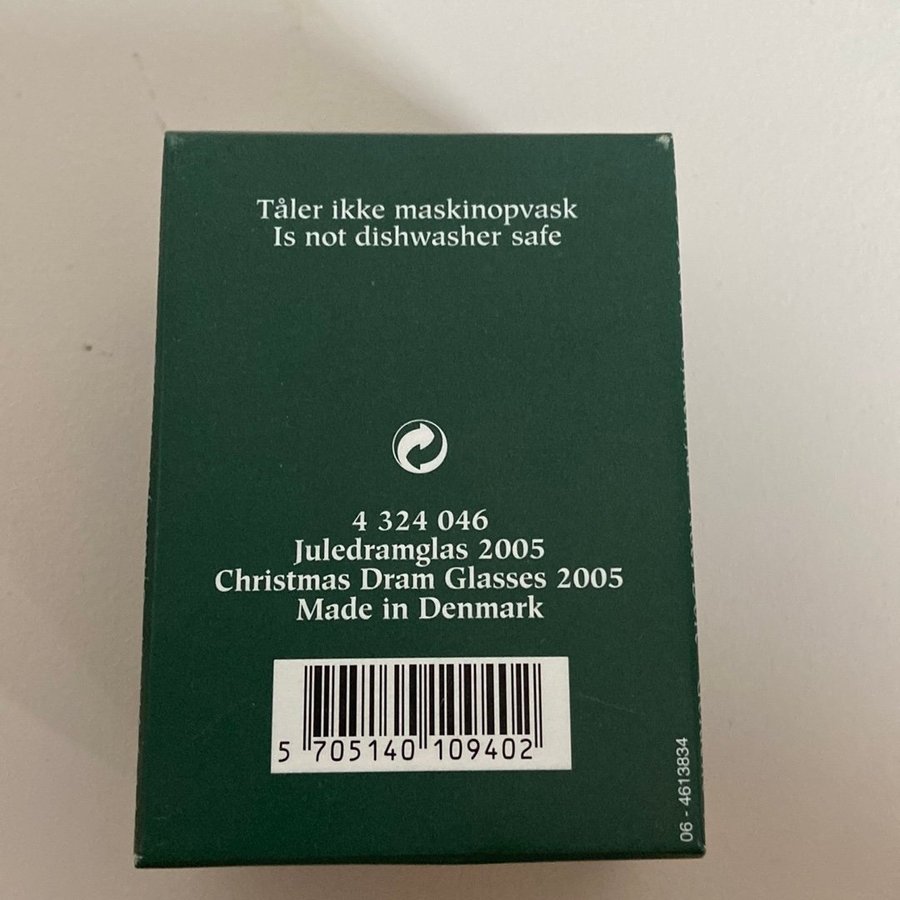 Tåler ikke maskinopvask
Is not dishwasher safe
4 324 046
Juledramglas 2005
Christmas Dram Glasses 2005
Made in Denmark
5 705140 109402
06 - 4613834